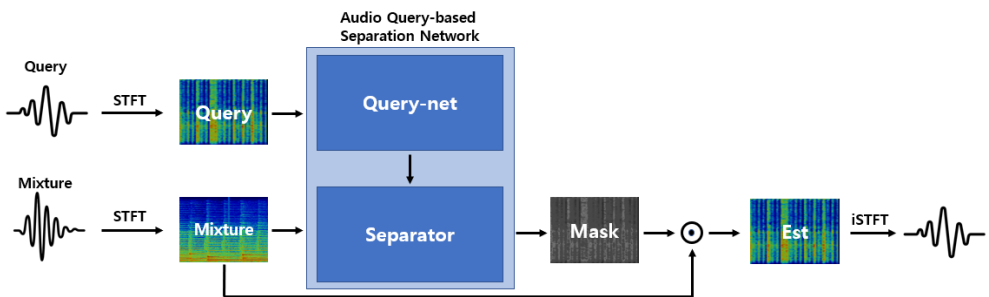 Audio Query-based
Separation Network
Query
STFT
Query
Query-net
Mixture
STFT
Mixture
Separator
Mask
Est
iSTFT